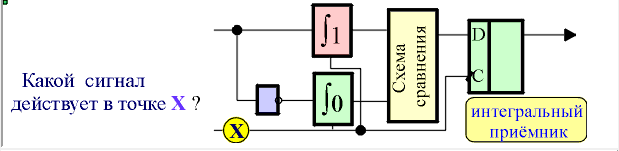 ∫1
D
Схема
сравнения
Какой сигнал
действует в точке X ?
∫0
C
X
интегральный
приёмник